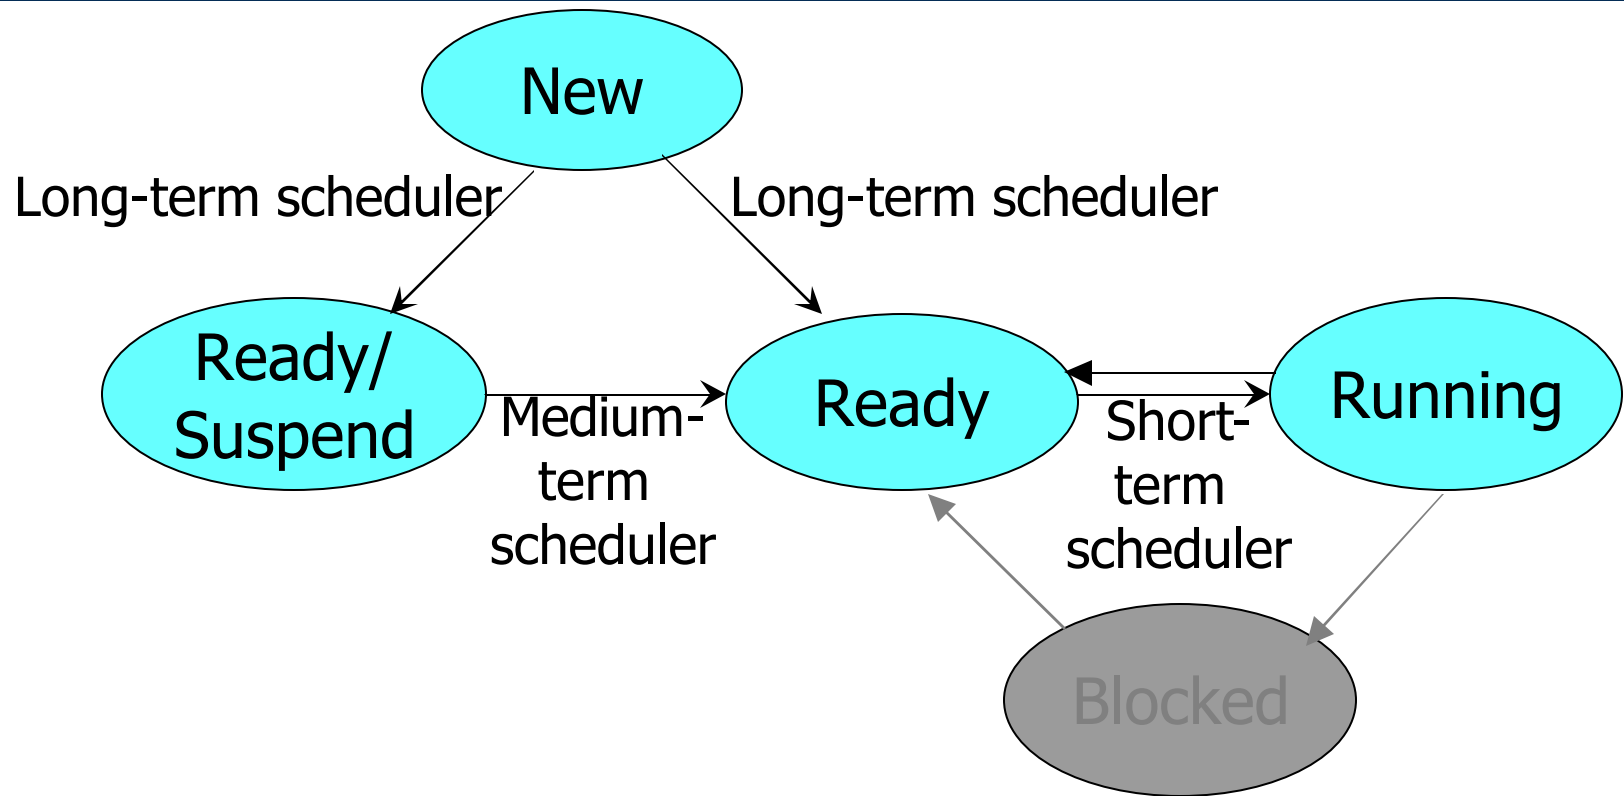 New
Long-term scheduler
Long-term scheduler
Ready/
Suspend
Medium-
term
scheduler
Ready
Short-
term
scheduler
Running
Blocked